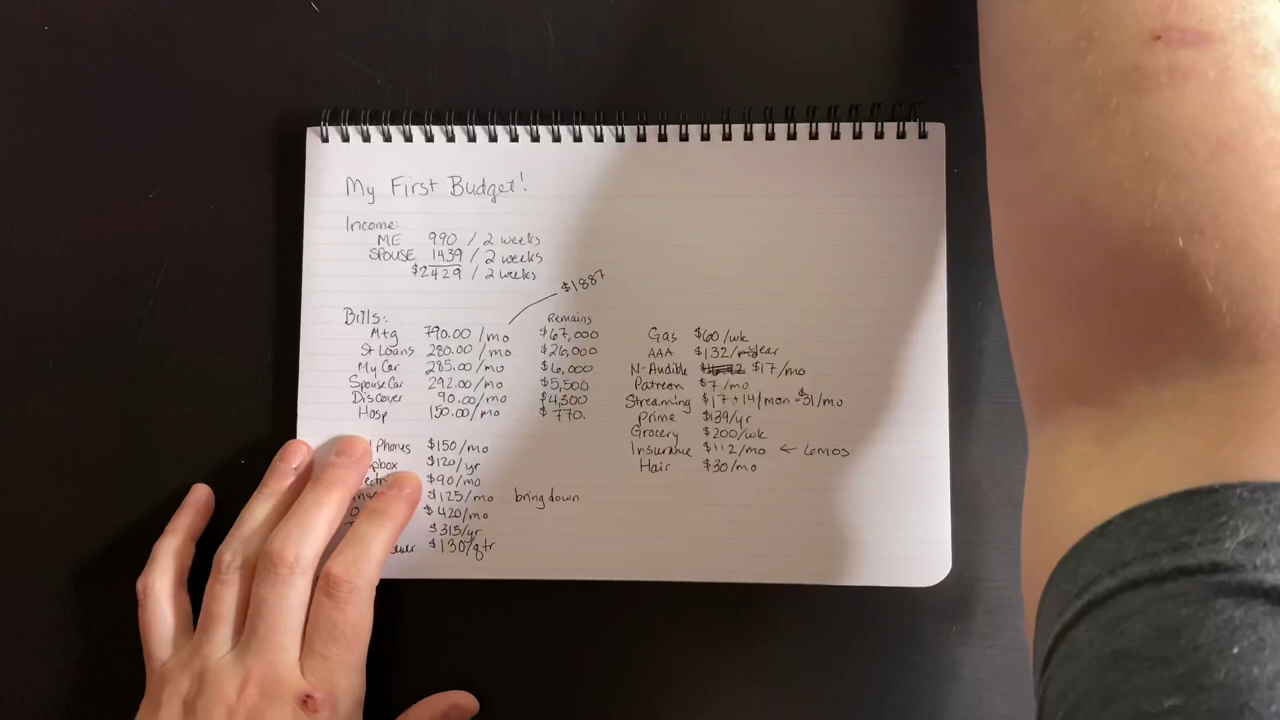 My First Budget!
Income:
ME 990 / 2 weeks
SPOUSE 1439 / 2 weeks
$2429 / 2 weeks
$1887
Bills: Remains
Mtg 790.00 /mo $67,000
St Loans 280.00 /mo $26,000
My Car 285.00/mo $6,000
Spouse Car 292.00/mo $5,500
Discover 90.00/mo $4,300
Hosp 150.00/mo $770.
Phones $150/mo
pbox $120/yr
ectri $90/mo
$125/mo bring down
O $420/mo
$315/yr
$130/qtr
Gas $60/wk
AAA $132/year
N-Audible $17/mo
Patreon $7/mo
Streaming $17+14/mon = $31/mo
Prime $139/yr
Grocery $200/wk
Insurance $112/mo ← 6mos
Hair $30/mo